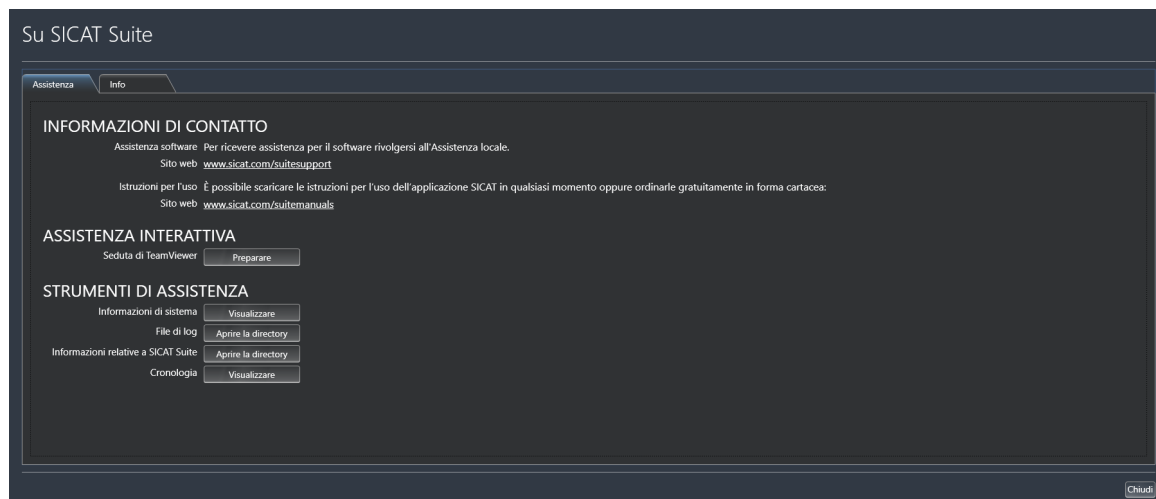 Su SICAT Suite
Assistenza
Info
INFORMAZIONI DI CONTATTO
Assistenza software Per ricevere assistenza per il software rivolgersi all'Assistenza locale.
Sito web www.sicat.com/suitesupport
Istruzioni per l'uso È possibile scaricare le istruzioni per l'uso dell'applicazione SICAT in qualsiasi momento oppure ordinarle gratuitamente in forma cartacea:
Sito web www.sicat.com/suitemanuals
ASSISTENZA INTERATTIVA
Seduta di TeamViewer Preparare
STRUMENTI DI ASSISTENZA
Informazioni di sistema Visualizzare
File di log Aprire la directory
Informazioni relative a SICAT Suite Aprire la directory
Cronologia Visualizzare
Chiudi